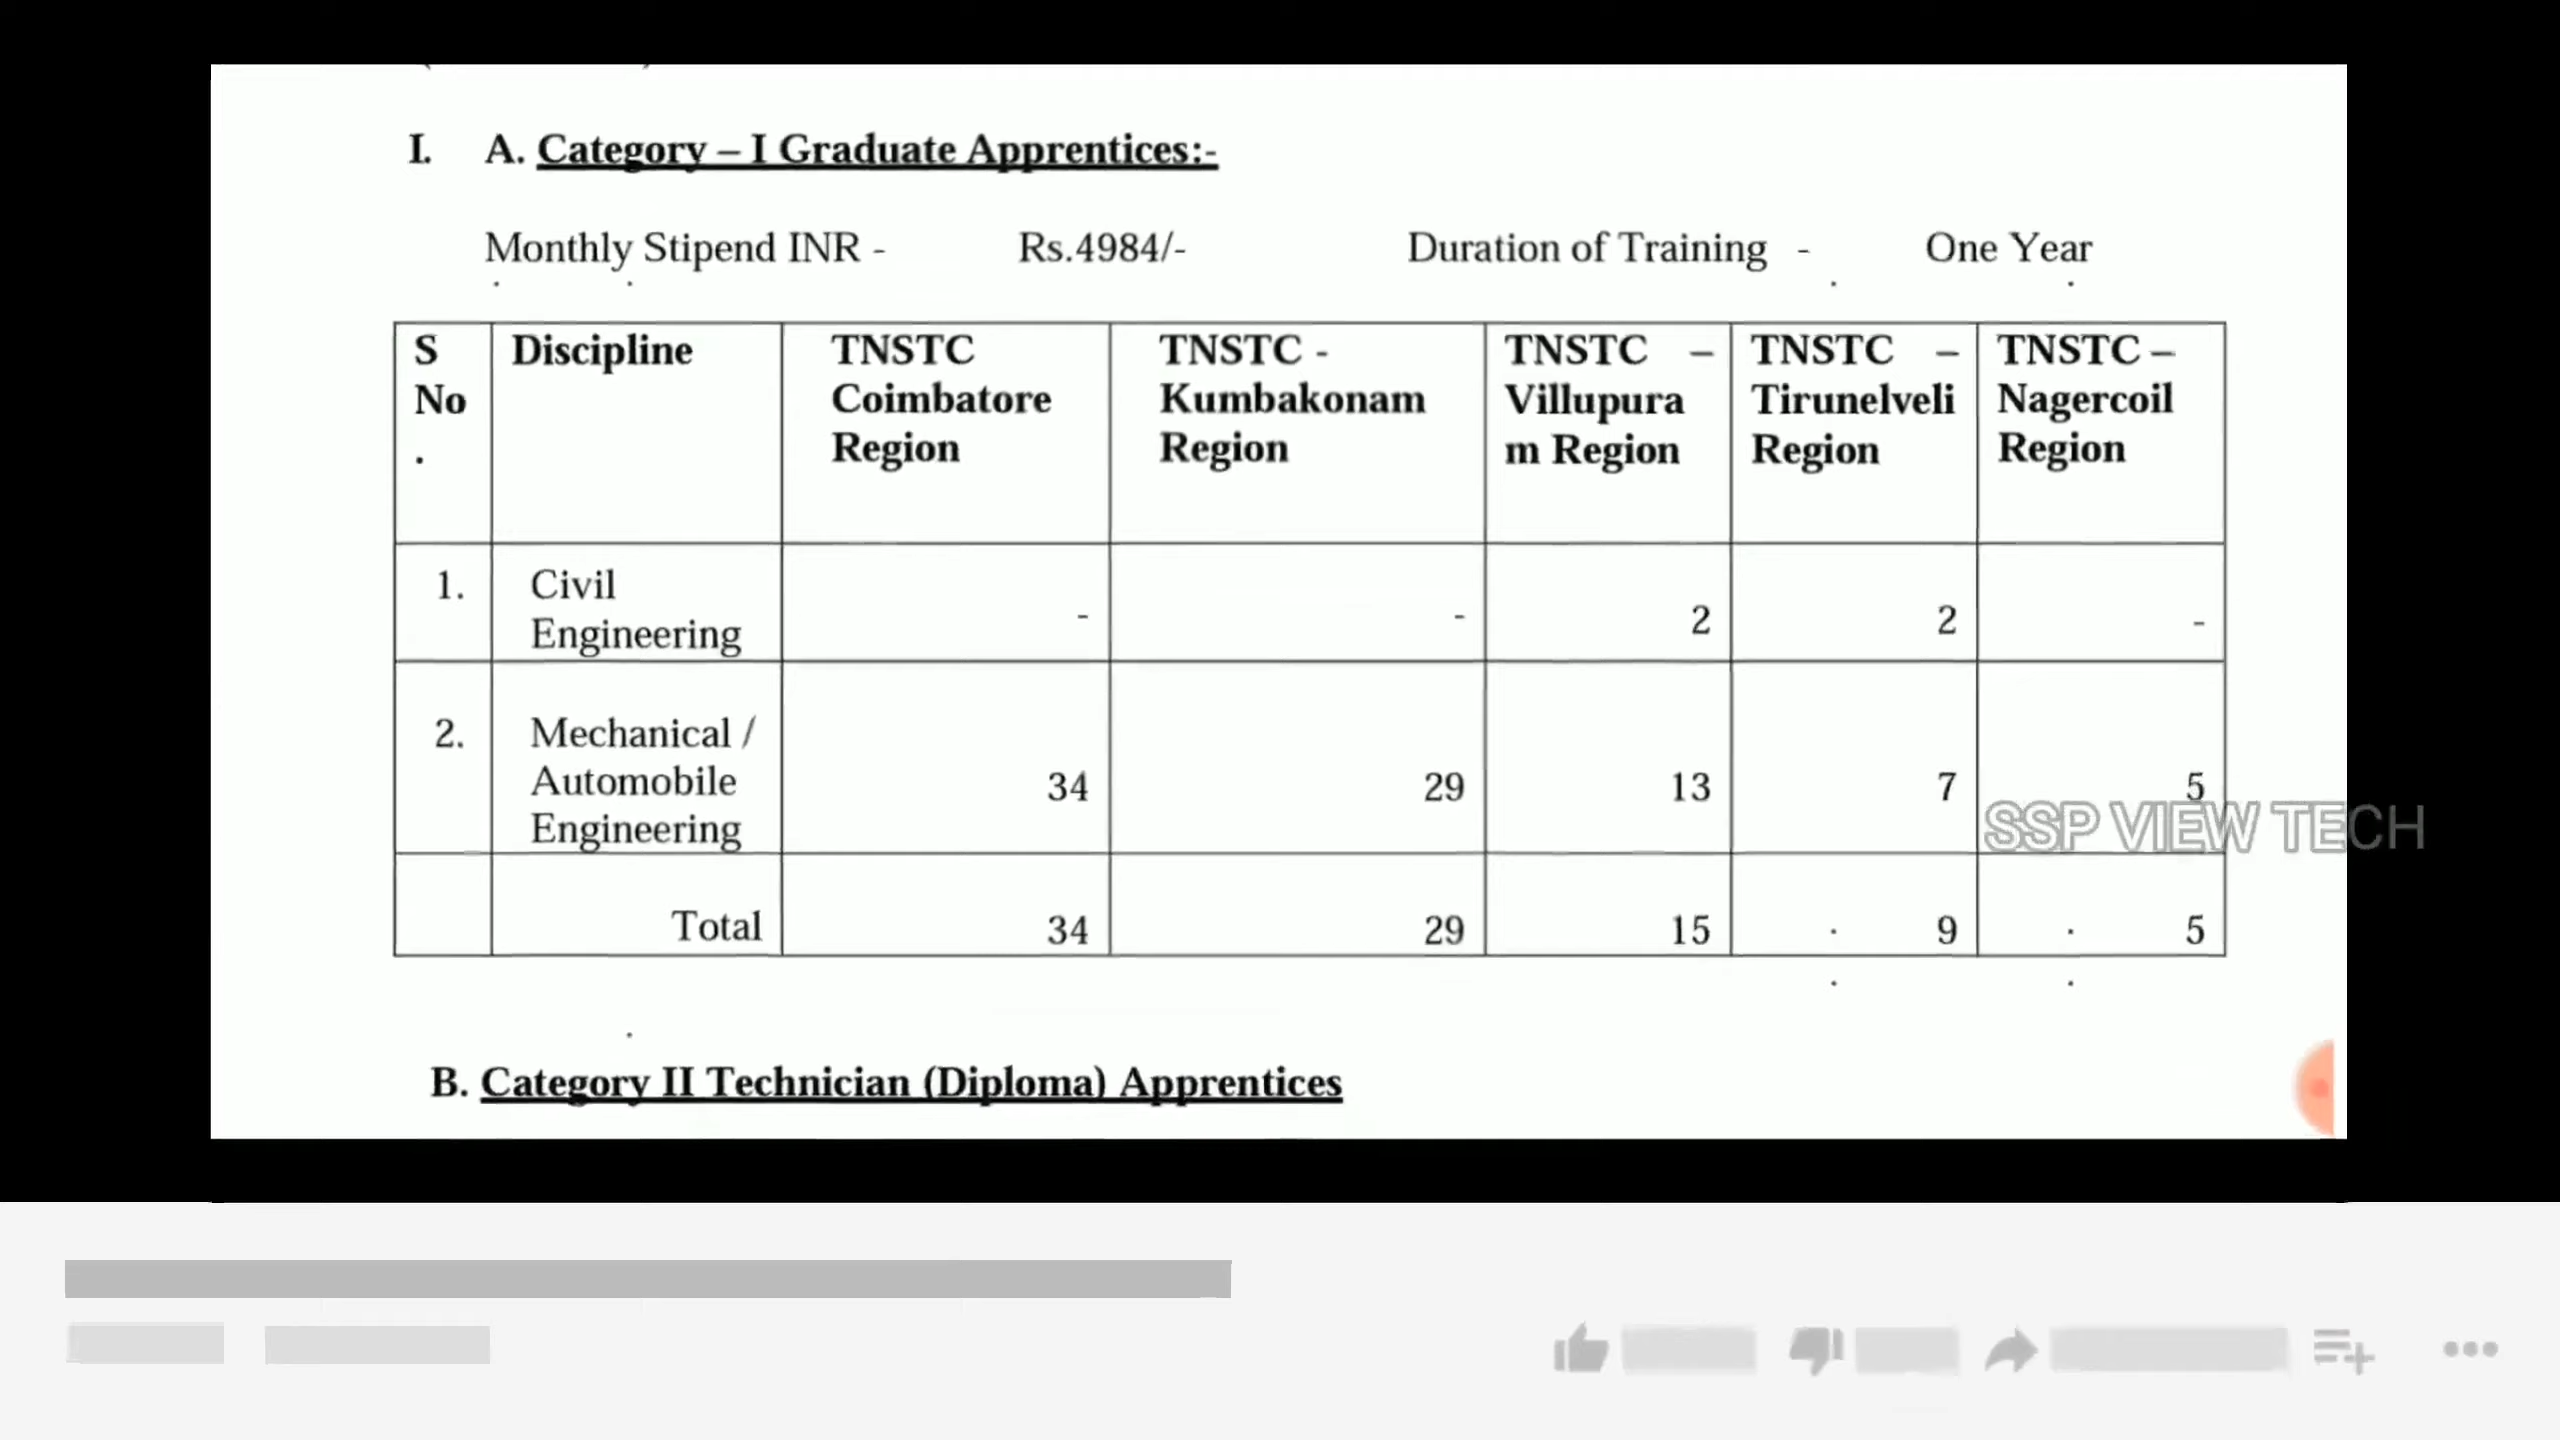 I. A. Category – I Graduate Apprentices:-
Monthly Stipend INR - Rs.4984/- Duration of Training - One Year
S No . Discipline TNSTC Coimbatore Region TNSTC - Kumbakonam Region TNSTC – Villupura m Region TNSTC – Tirunelveli Region TNSTC – Nagercoil Region
1. Civil Engineering - - 2 2 -
2. Mechanical / Automobile Engineering 34 29 13 7 5
SSP VIEW TECH
Total 34 29 15 9 5
B. Category II Technician (Diploma) Apprentices